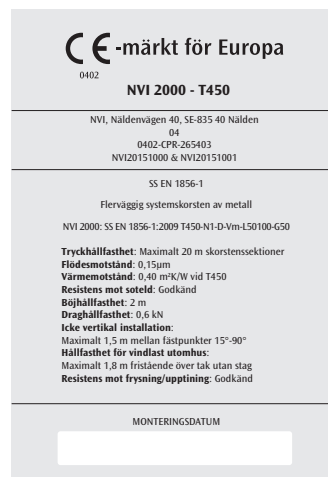 CE-märkt för Europa
0402
NVI 2000 - T450
NVI, Näldenvägen 40, SE-835 40 Nälden
04
0402-CPR-265403
NVI20151000 & NVI20151001
SS EN 1856-1
Flerväggig systemskorsten av metall
NVI 2000: SS EN 1856-1:2009 T450-N1-D-Vm-L50100-G50
Tryckhållfasthet: Maximalt 20 m skorstenssektioner
Flödesmotstånd: 0,15µm
Värmemotstånd: 0,40 m²K/W vid T450
Resistens mot soteld: Godkänd
Böjhållfasthet: 2 m
Draghållfasthet: 0,6 kN
Icke vertikal installation:
Maximalt 1,5 m mellan fästpunkter 15°-90°
Hållfasthet för vindlast utomhus:
Maximalt 1,8 m fristående över tak utan stag
Resistens mot frysning/upptining: Godkänd
MONTERINGSDATUM